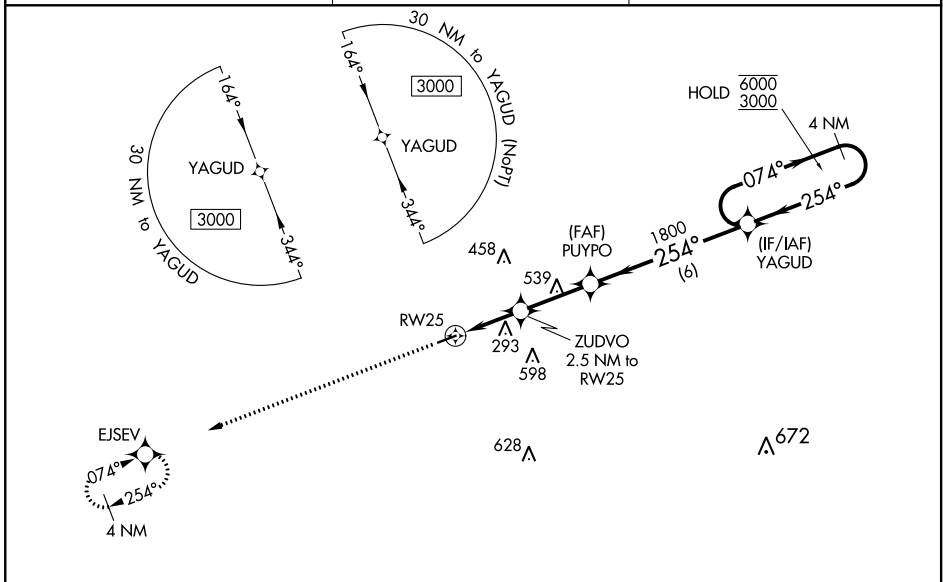 30 NM to YAGUD (NoPT)
164°
3000
YAGUD
344°
164°
YAGUD
30 NM to YAGUD
3000
344°
HOLD 6000
3000
4 NM
074°
254°
(IF/IAF)
YAGUD
1800
254°
(6)
(FAF)
PUYPO
458
539
RW25
293
598
ZUDVO
2.5 NM to
RW25
EJSEV
074°
254°
4 NM
628
672